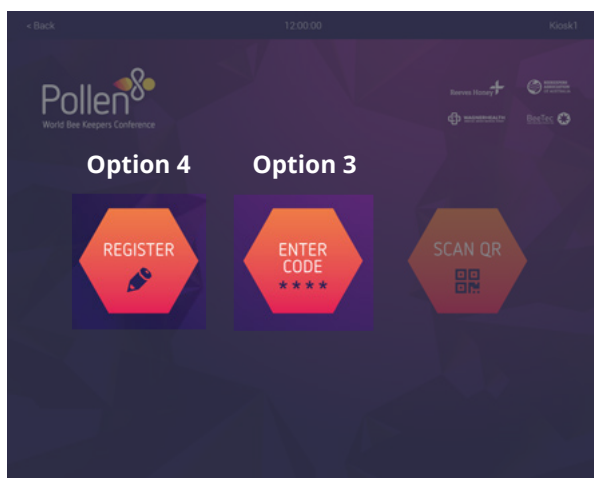 < Back
12:00:00
Kiosk1
Pollen
World Bee Keepers Conference
Reeves Honey
WAGNERHEALTH
BeeTec
Option 4
Option 3
REGISTER
ENTER
CODE
****
SCAN QR